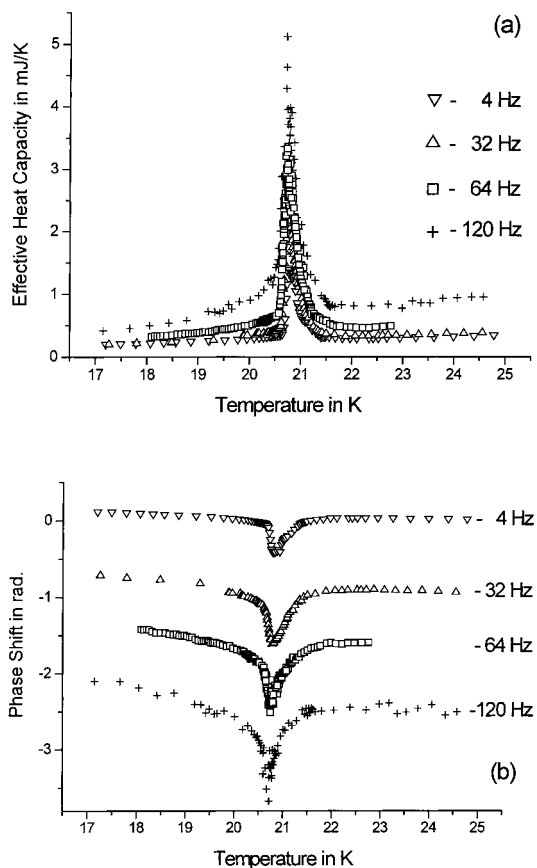 (a)
Effective Heat Capacity in mJ/K
5
4
3
2
1
0
- 4 Hz
- 32 Hz
- 64 Hz
- 120 Hz
17 18 19 20 21 22 23 24 25
Temperature in K
Phase Shift in rad.
0
-1
-2
-3
- 4 Hz
- 32 Hz
- 64 Hz
-120 Hz
(b)
17 18 19 20 21 22 23 24 25
Temperature in K